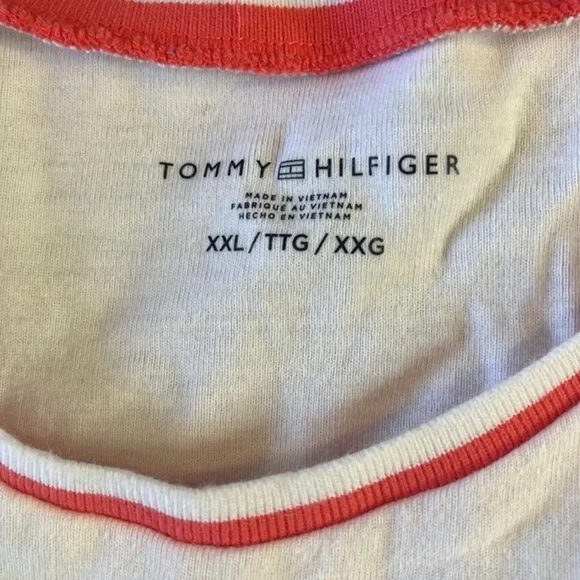 TOMMY HILFIGER
MADE IN VIETNAM
FABRIQUÉ AU VIETNAM
HECHO EN VIETNAM
XXL / TTG / XXG